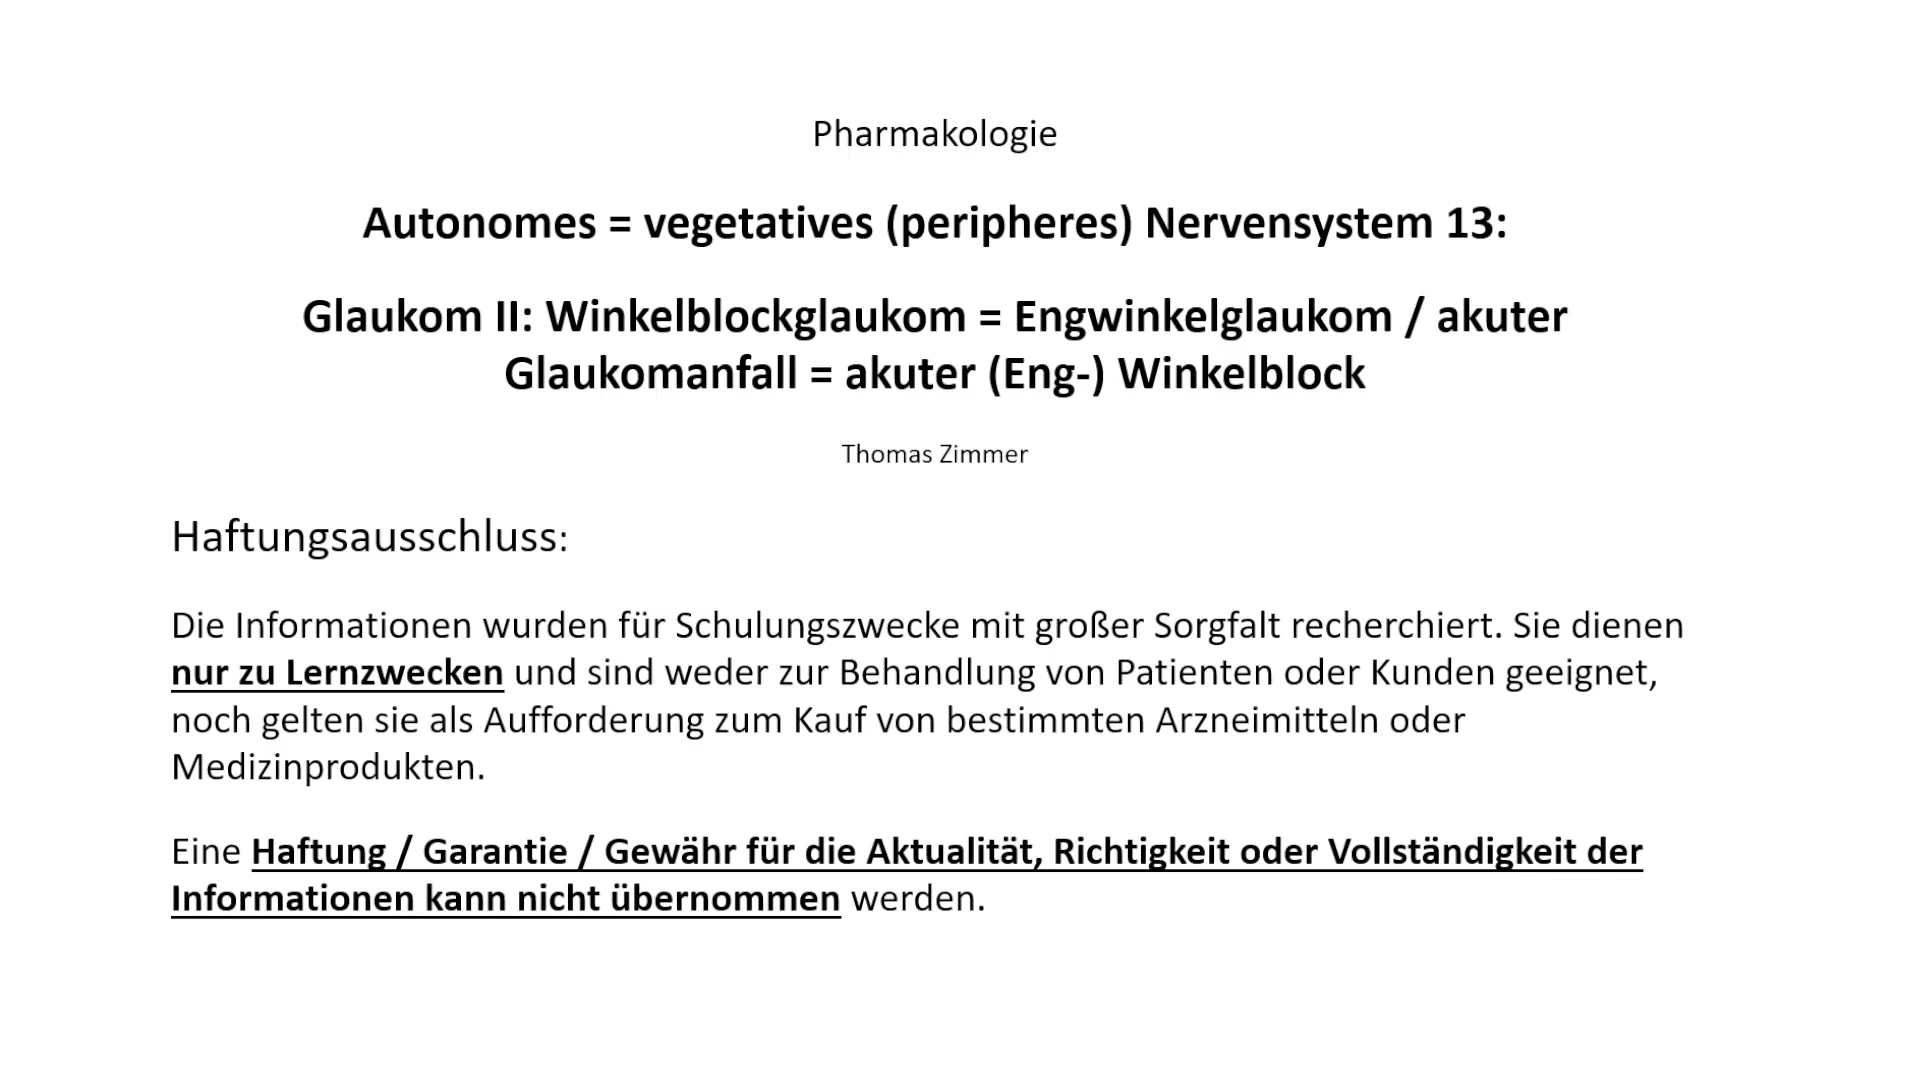 Pharmakologie
Autonomes = vegetatives (peripheres) Nervensystem 13:
Glaukom II: Winkelblockglaukom = Engwinkelglaukom / akuter
Glaukomanfall = akuter (Eng-) Winkelblock
Thomas Zimmer
Haftungsausschluss:
Die Informationen wurden für Schulungszwecke mit großer Sorgfalt recherchiert. Sie dienen
nur zu Lernzwecken und sind weder zur Behandlung von Patienten oder Kunden geeignet,
noch gelten sie als Aufforderung zum Kauf von bestimmten Arzneimitteln oder
Medizinprodukten.
Eine Haftung / Garantie / Gewähr für die Aktualität, Richtigkeit oder Vollständigkeit der
Informationen kann nicht übernommen werden.